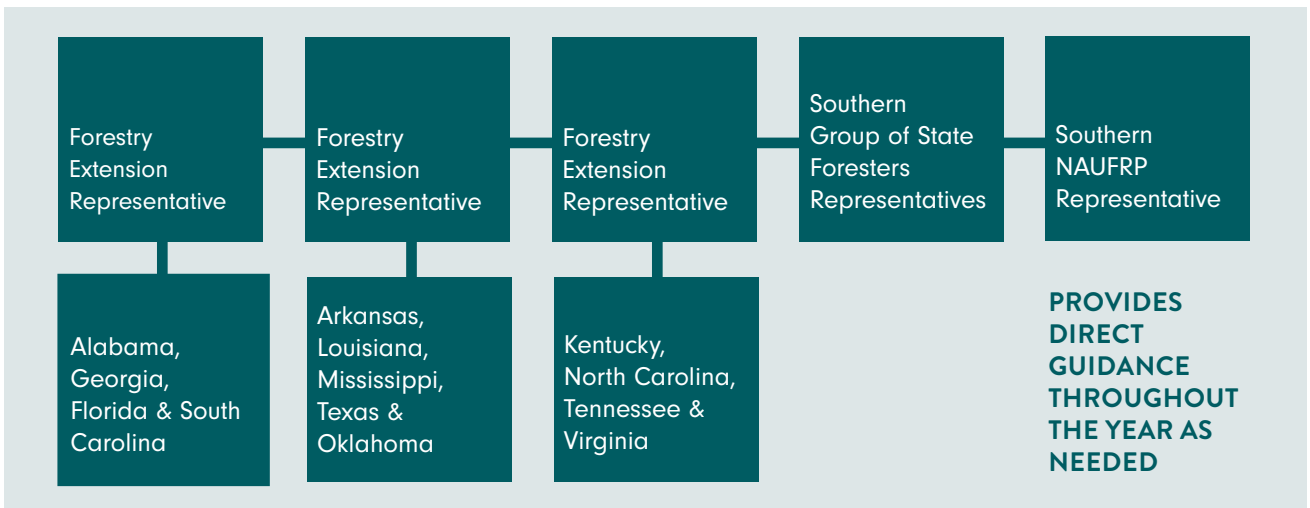 Forestry
Extension
Representative
Forestry
Extension
Representative
Forestry
Extension
Representative
Southern
Group of State
Foresters
Representatives
Southern
NAUFRP
Representative
Alabama,
Georgia,
Florida & South
Carolina
Arkansas,
Louisiana,
Mississippi,
Texas &
Oklahoma
Kentucky,
North Carolina,
Tennessee &
Virginia
PROVIDES
DIRECT
GUIDANCE
THROUGHOUT
THE YEAR AS
NEEDED